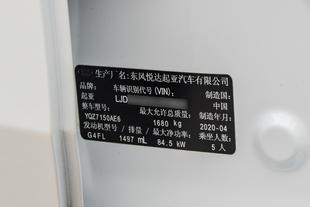 生产厂名:东风悦达起亚汽车有限公司
品牌: 车辆识别代号(VIN): 制造国:
起亚 LJD 中国
整车型号: 最大允许总质量: 制造年月:
YQZ7150AE6 1680 kg 2020-04
发动机型号/排量/最大净功率: 乘坐人数:
G4FL 1497 mL 84.5 kW 5 人